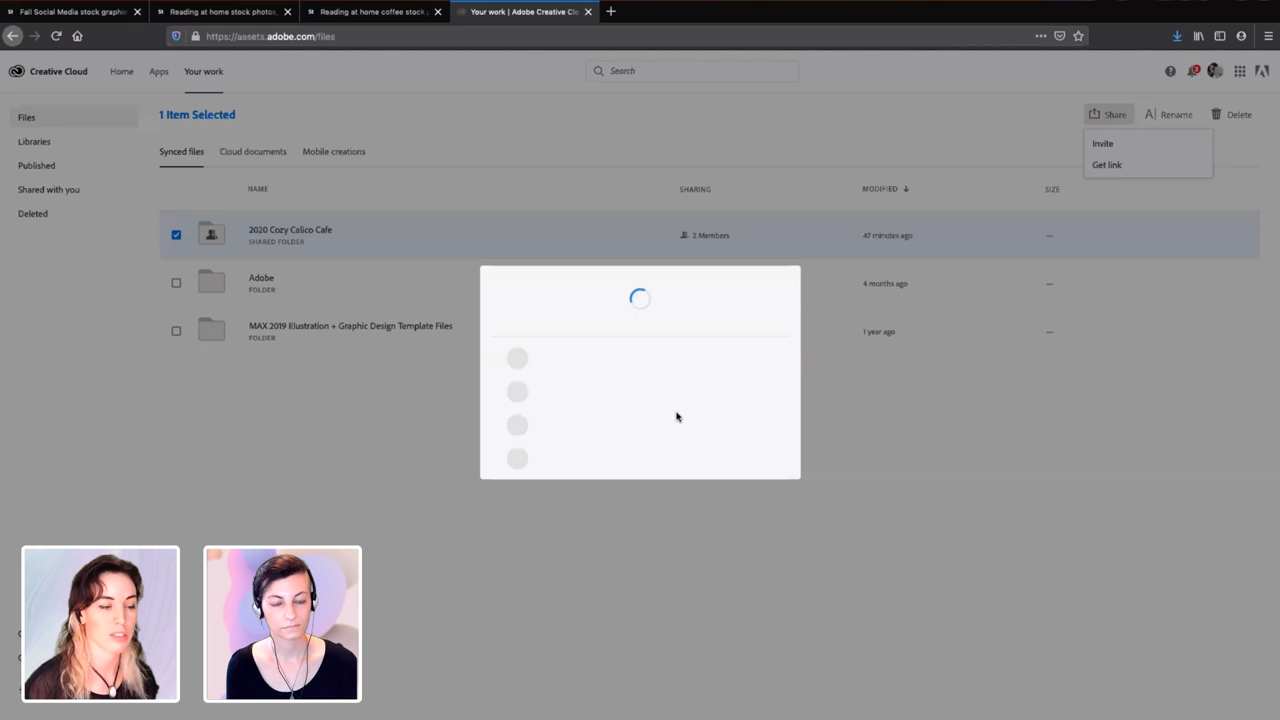 Fall Social Media stock graphi
Reading at home stock photos,
Reading at home coffee stock
Your work | Adobe Creative Clo
https://assets.adobe.com/files
Creative Cloud
Home
Apps
Your work
Search
Files
1 Item Selected
Share
Rename
Delete
Libraries
Invite
Synced files
Cloud documents
Mobile creations
Published
Get link
Shared with you
NAME
SHARING
MODIFIED
SIZE
Deleted
2020 Cozy Calico Cafe
SHARED FOLDER
2 Members
47 minutes ago
—
Adobe
FOLDER
4 months ago
—
MAX 2019 Illustration + Graphic Design Template Files
FOLDER
1 year ago
—